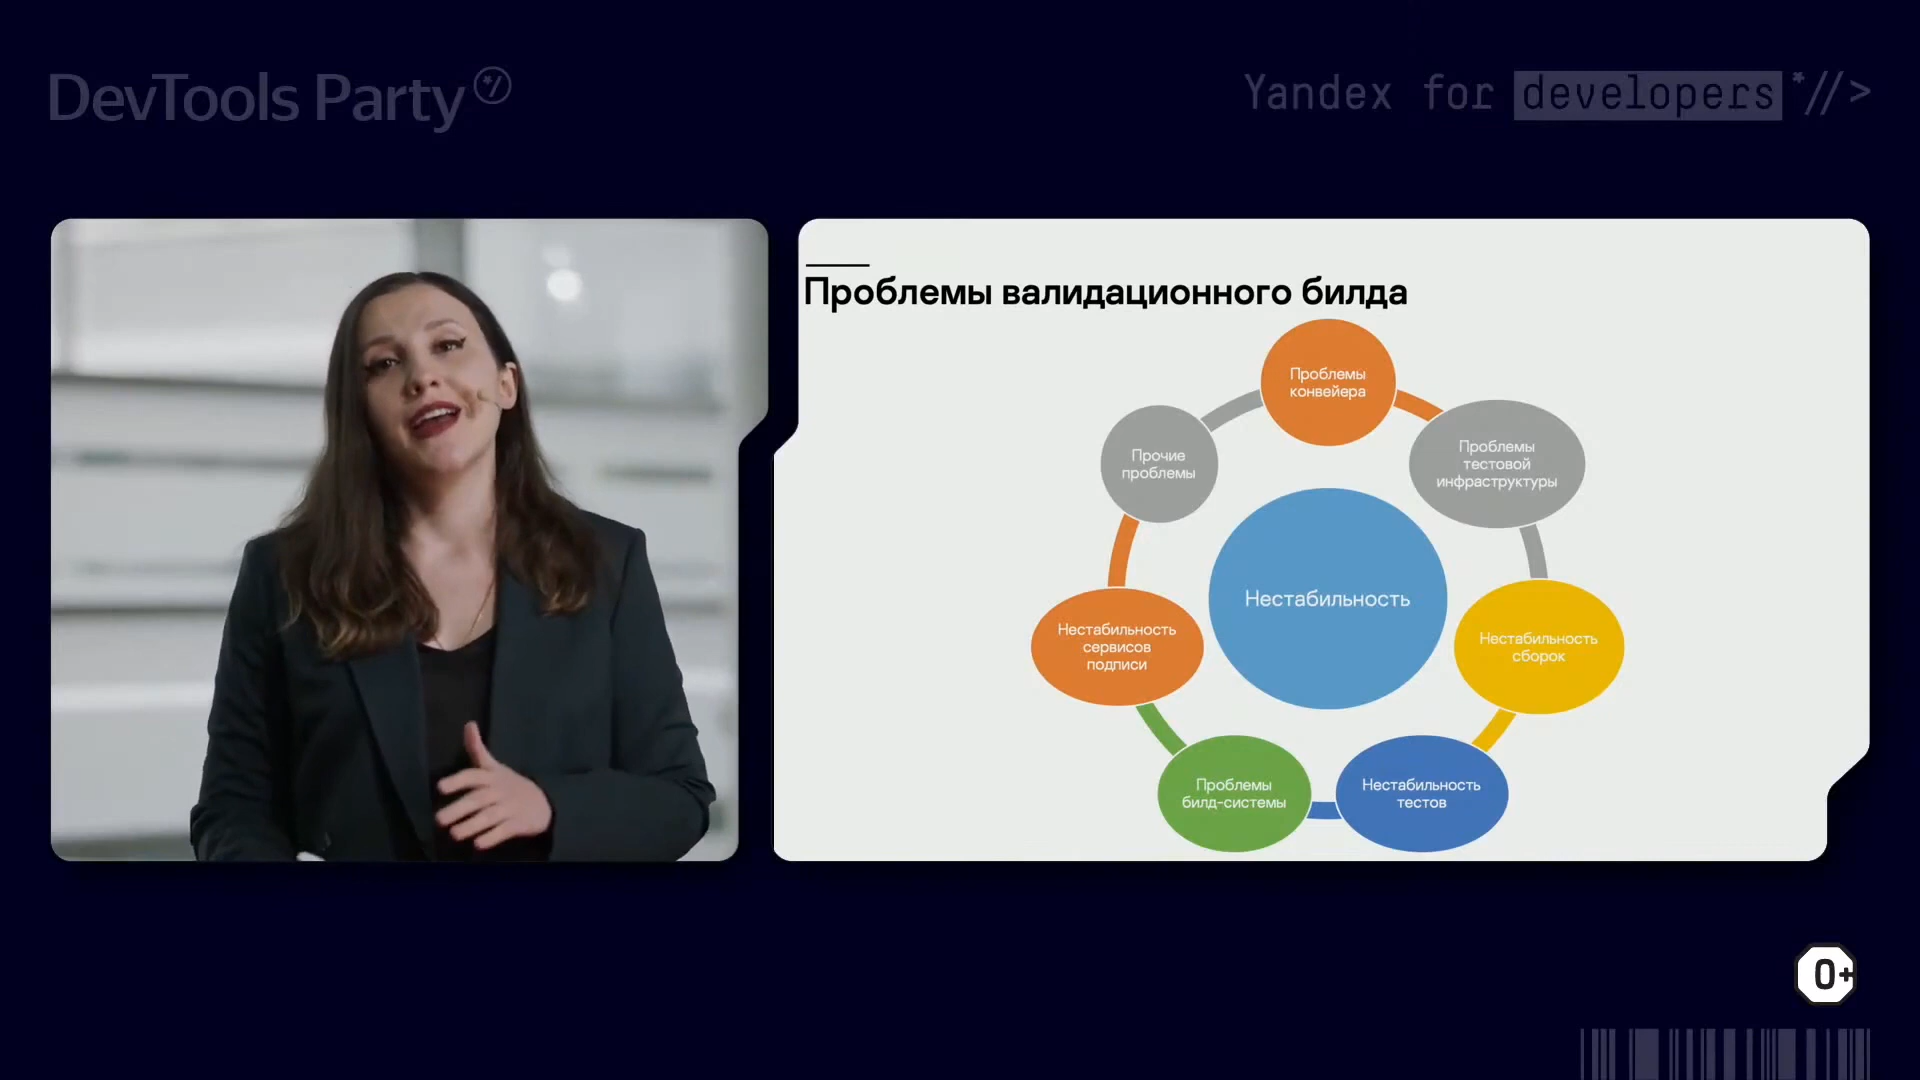 DevTools Party */
Yandex for developers *//>
Проблемы валидационного билда
Проблемы
конвейера
Проблемы
тестовой
инфраструктуры
Нестабильность
сборок
Нестабильность
тестов
Проблемы
билд-системы
Нестабильность
сервисов
подписи
Прочие
проблемы
Нестабильность
0+